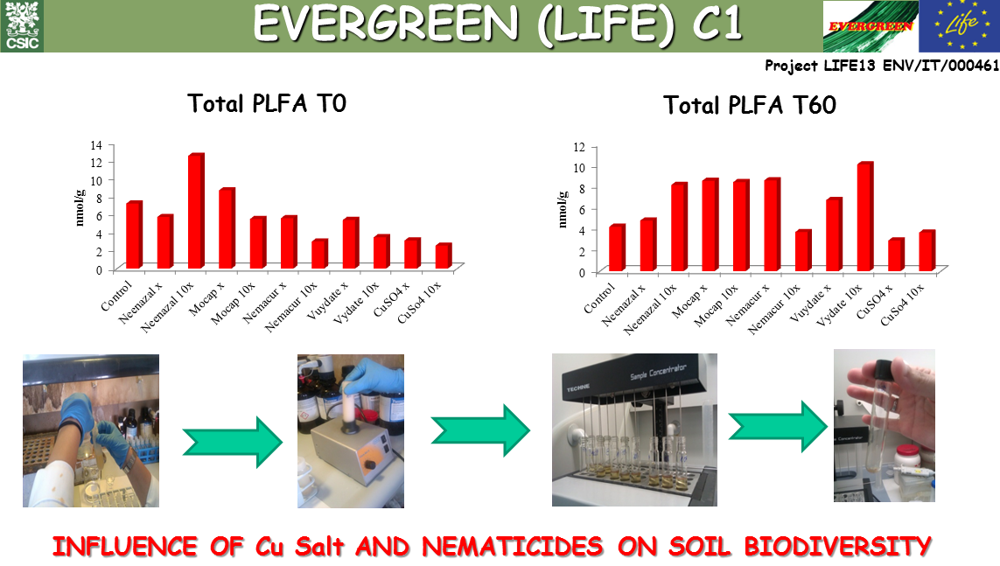 CSIC
EVERGREEN (LIFE) C1
EVERGREEN
Life
Project LIFE13 ENV/IT/000461
Total PLFA T0
nmol/g
14
12
10
8
6
4
2
0
Control
Neenazal x
Neenazal 10x
Mocap x
Mocap 10x
Nemacur x
Nemacur 10x
Vuydate x
Vydate 10x
CuSO4 x
CuSo4 10x
Total PLFA T60
nmol/g
12
10
8
6
4
2
0
Control
Neenazal x
Neenazal 10x
Mocap x
Mocap 10x
Nemacur x
Nemacur 10x
Vuydate x
Vydate 10x
CuSO4 x
CuSo4 10x
TECHNE
Sample Concentrator
INFLUENCE OF Cu Salt AND NEMATICIDES ON SOIL BIODIVERSITY